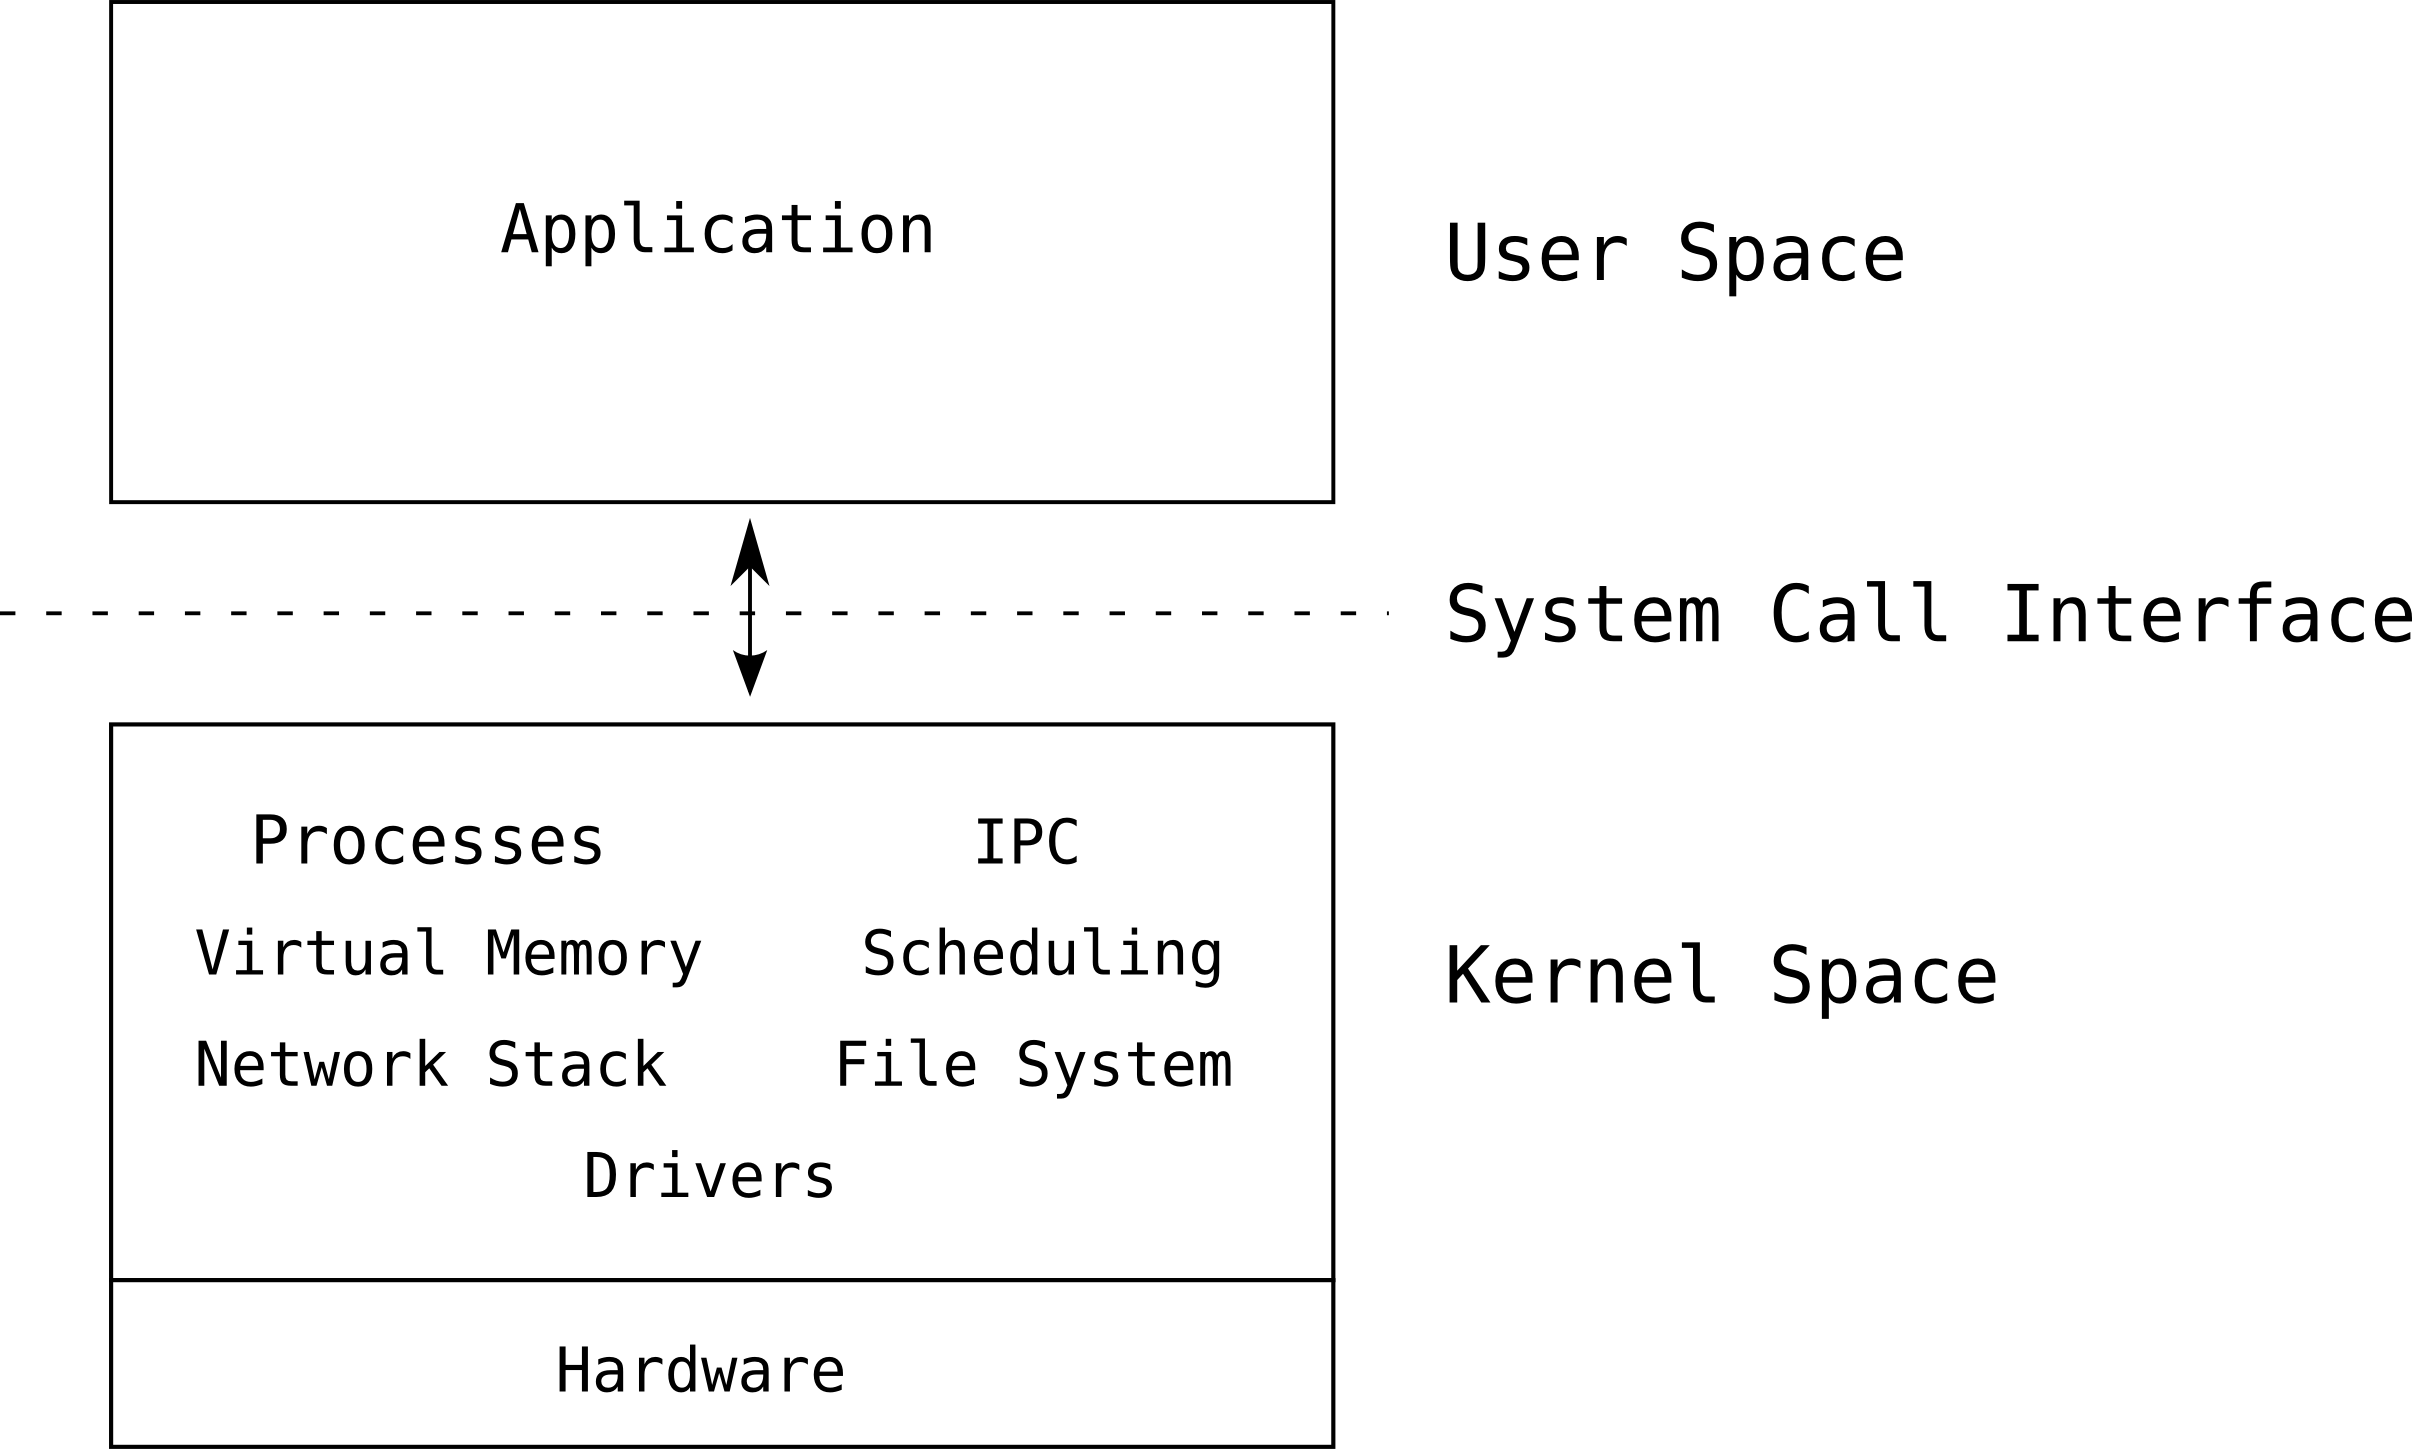 Application
User Space
System Call Interface
Processes IPC
Virtual Memory Scheduling
Kernel Space
Network Stack File System
Drivers
Hardware